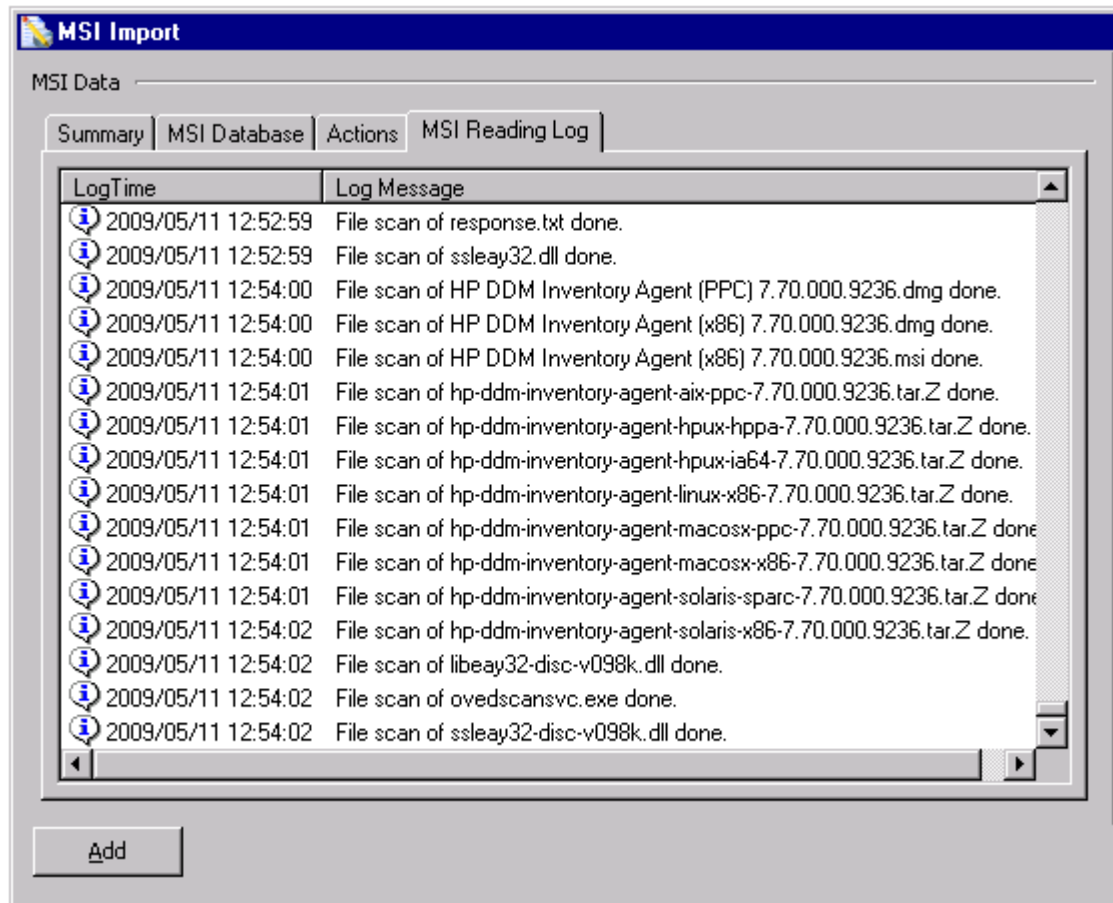 MSI Import
MSI Data
Summary MSI Database Actions MSI Reading Log
LogTime Log Message
2009/05/11 12:52:59 File scan of response.txt done.
2009/05/11 12:52:59 File scan of ssleay32.dll done.
2009/05/11 12:54:00 File scan of HP DDM Inventory Agent (PPC) 7.70.000.9236.dmg done.
2009/05/11 12:54:00 File scan of HP DDM Inventory Agent (x86) 7.70.000.9236.dmg done.
2009/05/11 12:54:00 File scan of HP DDM Inventory Agent (x86) 7.70.000.9236.msi done.
2009/05/11 12:54:01 File scan of hp-ddm-inventory-agent-aix-ppc-7.70.000.9236.tar.Z done.
2009/05/11 12:54:01 File scan of hp-ddm-inventory-agent-hpux-hppa-7.70.000.9236.tar.Z done.
2009/05/11 12:54:01 File scan of hp-ddm-inventory-agent-hpux-ia64-7.70.000.9236.tar.Z done.
2009/05/11 12:54:01 File scan of hp-ddm-inventory-agent-linux-x86-7.70.000.9236.tar.Z done.
2009/05/11 12:54:01 File scan of hp-ddm-inventory-agent-macosx-ppc-7.70.000.9236.tar.Z done
2009/05/11 12:54:01 File scan of hp-ddm-inventory-agent-macosx-x86-7.70.000.9236.tar.Z done
2009/05/11 12:54:01 File scan of hp-ddm-inventory-agent-solaris-sparc-7.70.000.9236.tar.Z done
2009/05/11 12:54:02 File scan of hp-ddm-inventory-agent-solaris-x86-7.70.000.9236.tar.Z done.
2009/05/11 12:54:02 File scan of libeay32-disc-v098k.dll done.
2009/05/11 12:54:02 File scan of ovedscansvc.exe done.
2009/05/11 12:54:02 File scan of ssleay32-disc-v098k.dll done.
Add